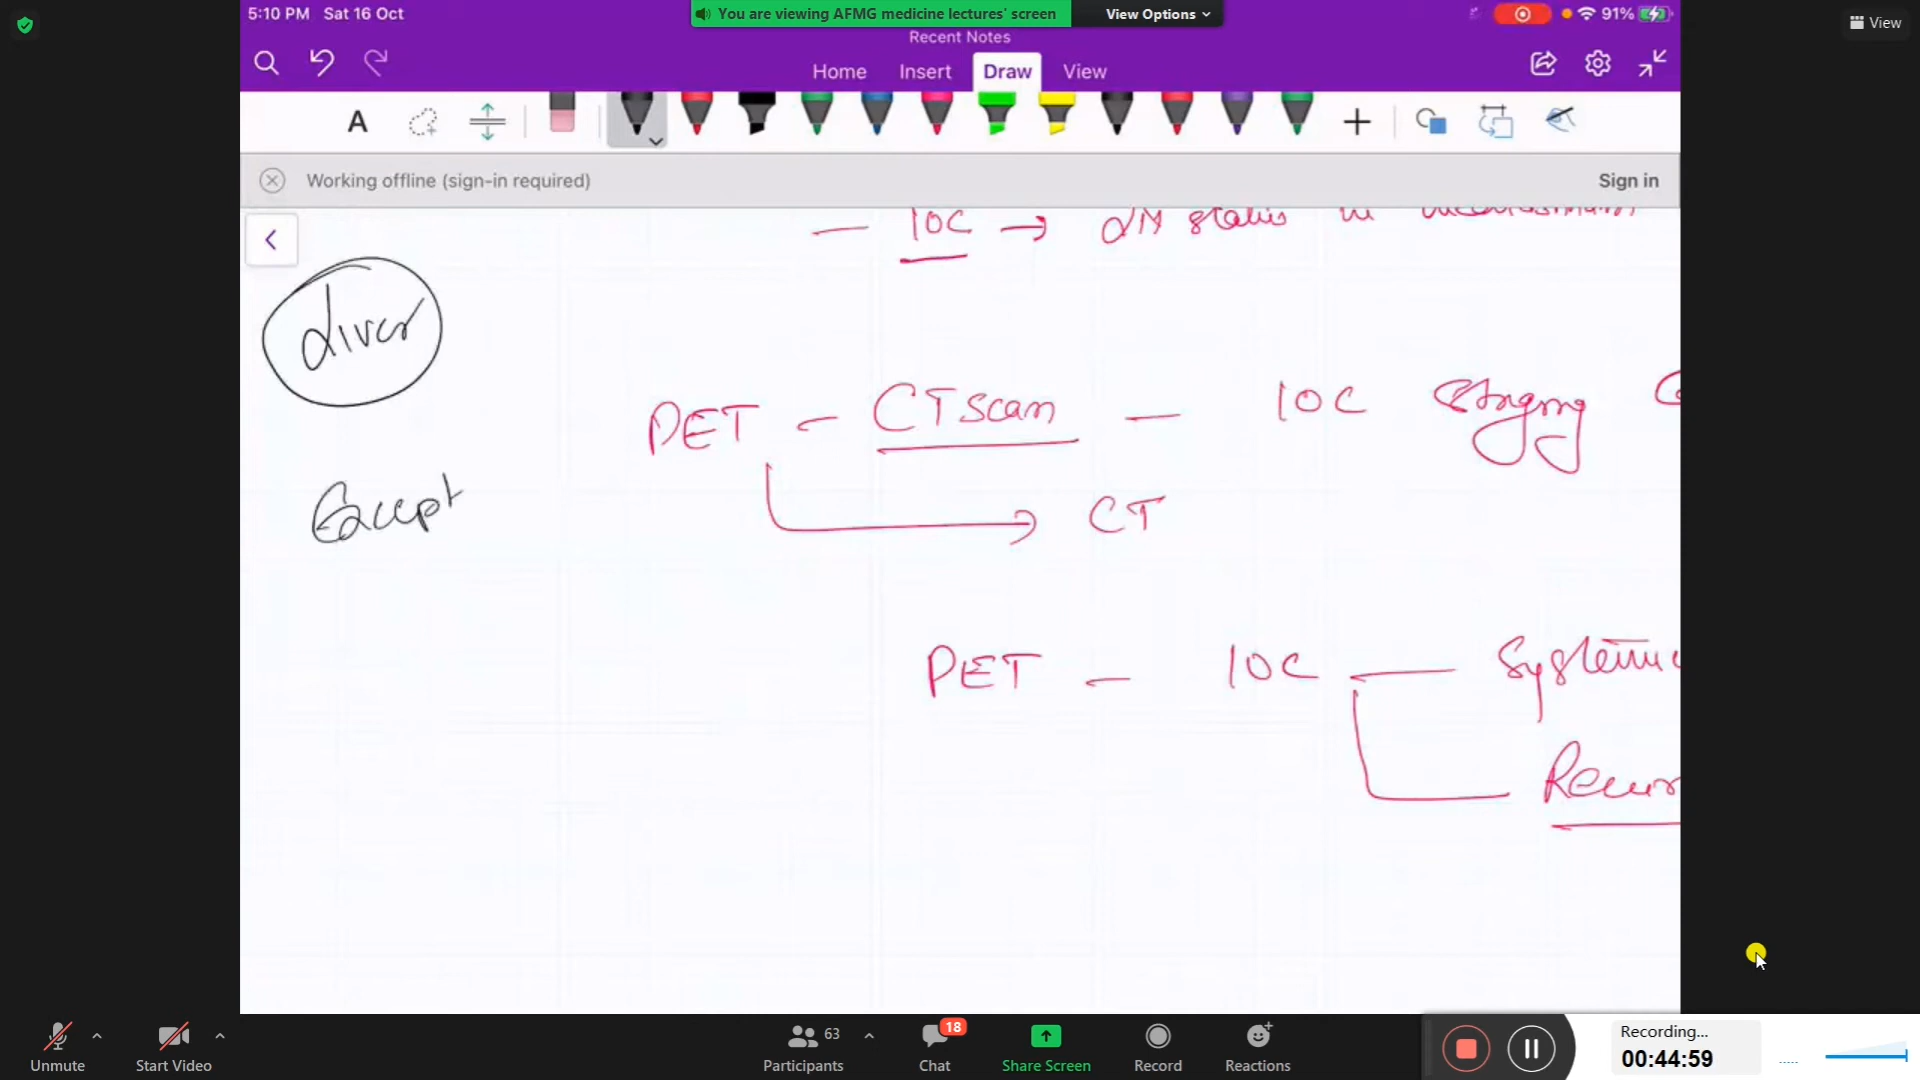 5:10 PM Sat 16 Oct
You are viewing AFMG medicine lectures' screen
View Options
91%
View
Recent Notes
Home Insert Draw View
A
Working offline (sign-in required)
Sign in
IOC → LN status in
Liver
PET - CT scan - IOC Staging
Except
CT
PET - IOC Systemic
Recur
Unmute
Start Video
63
Participants
18
Chat
Share Screen
Record
Reactions
Recording...
00:44:59